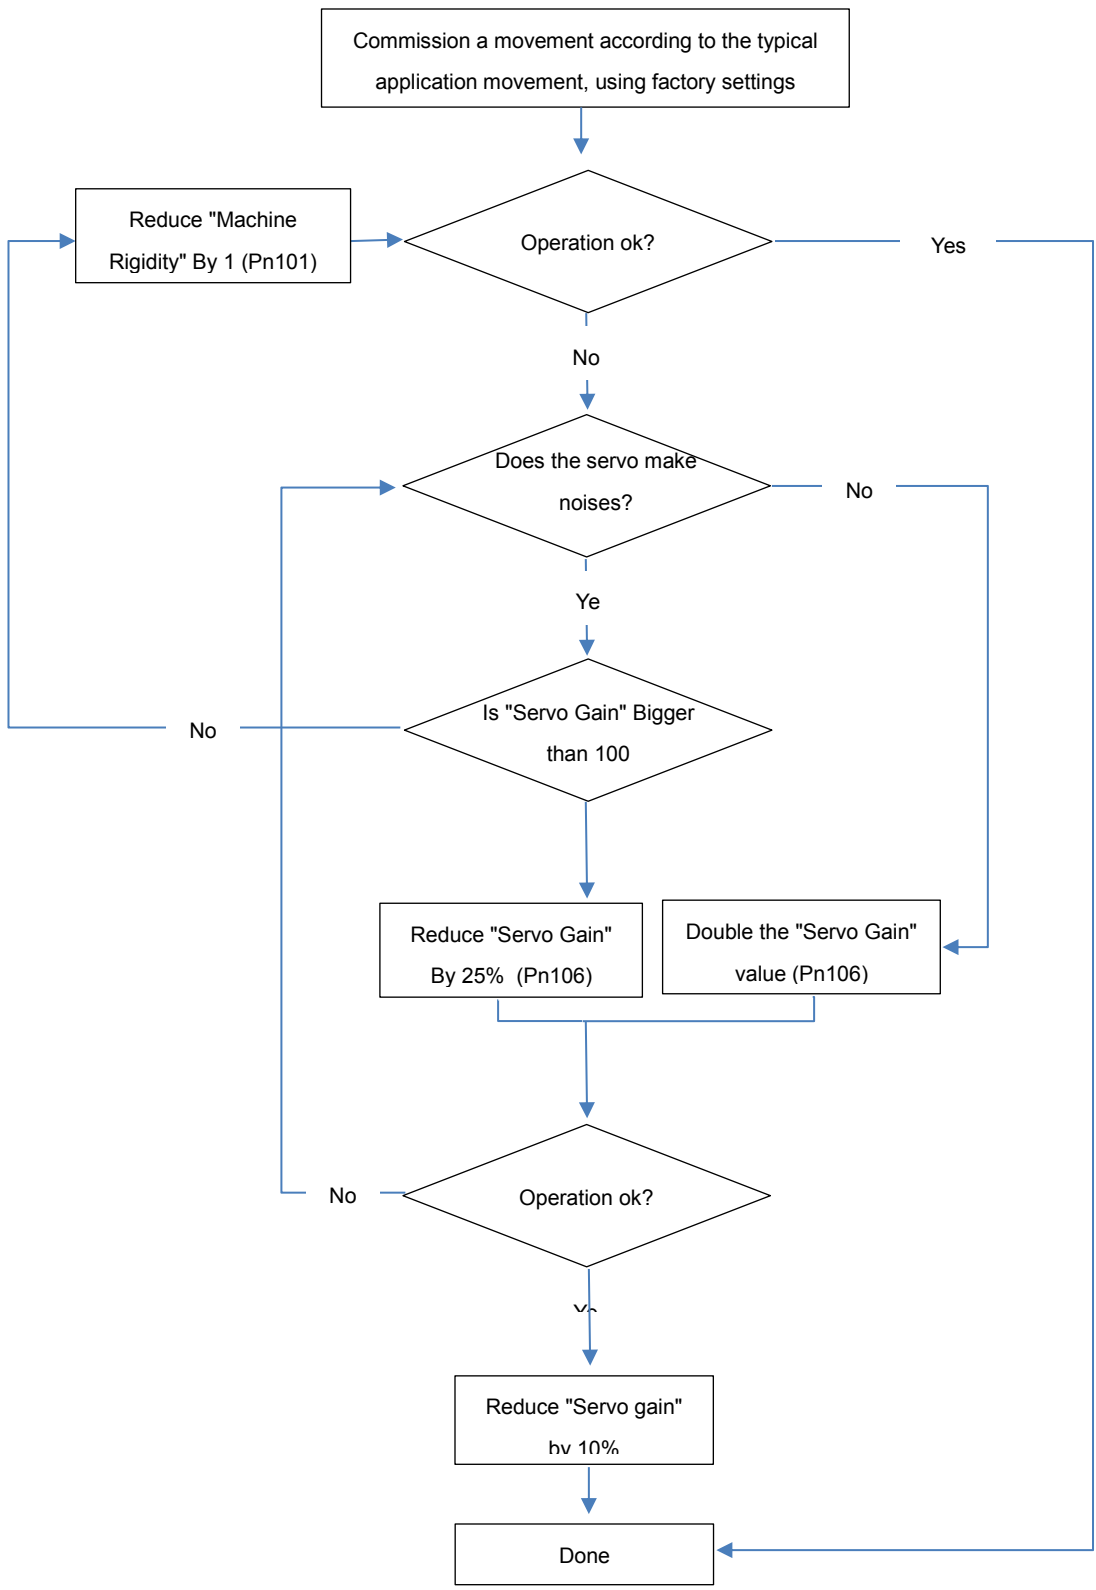 Commission a movement according to the typical
application movement, using factory settings
Reduce "Machine
Rigidity" By 1 (Pn101)
Operation ok?
Yes
No
Does the servo make
noises?
No
Ye
Is "Servo Gain" Bigger
than 100
No
Reduce "Servo Gain"
By 25% (Pn106)
Double the "Servo Gain"
value (Pn106)
Operation ok?
No
Reduce "Servo gain"
by 10%
Done